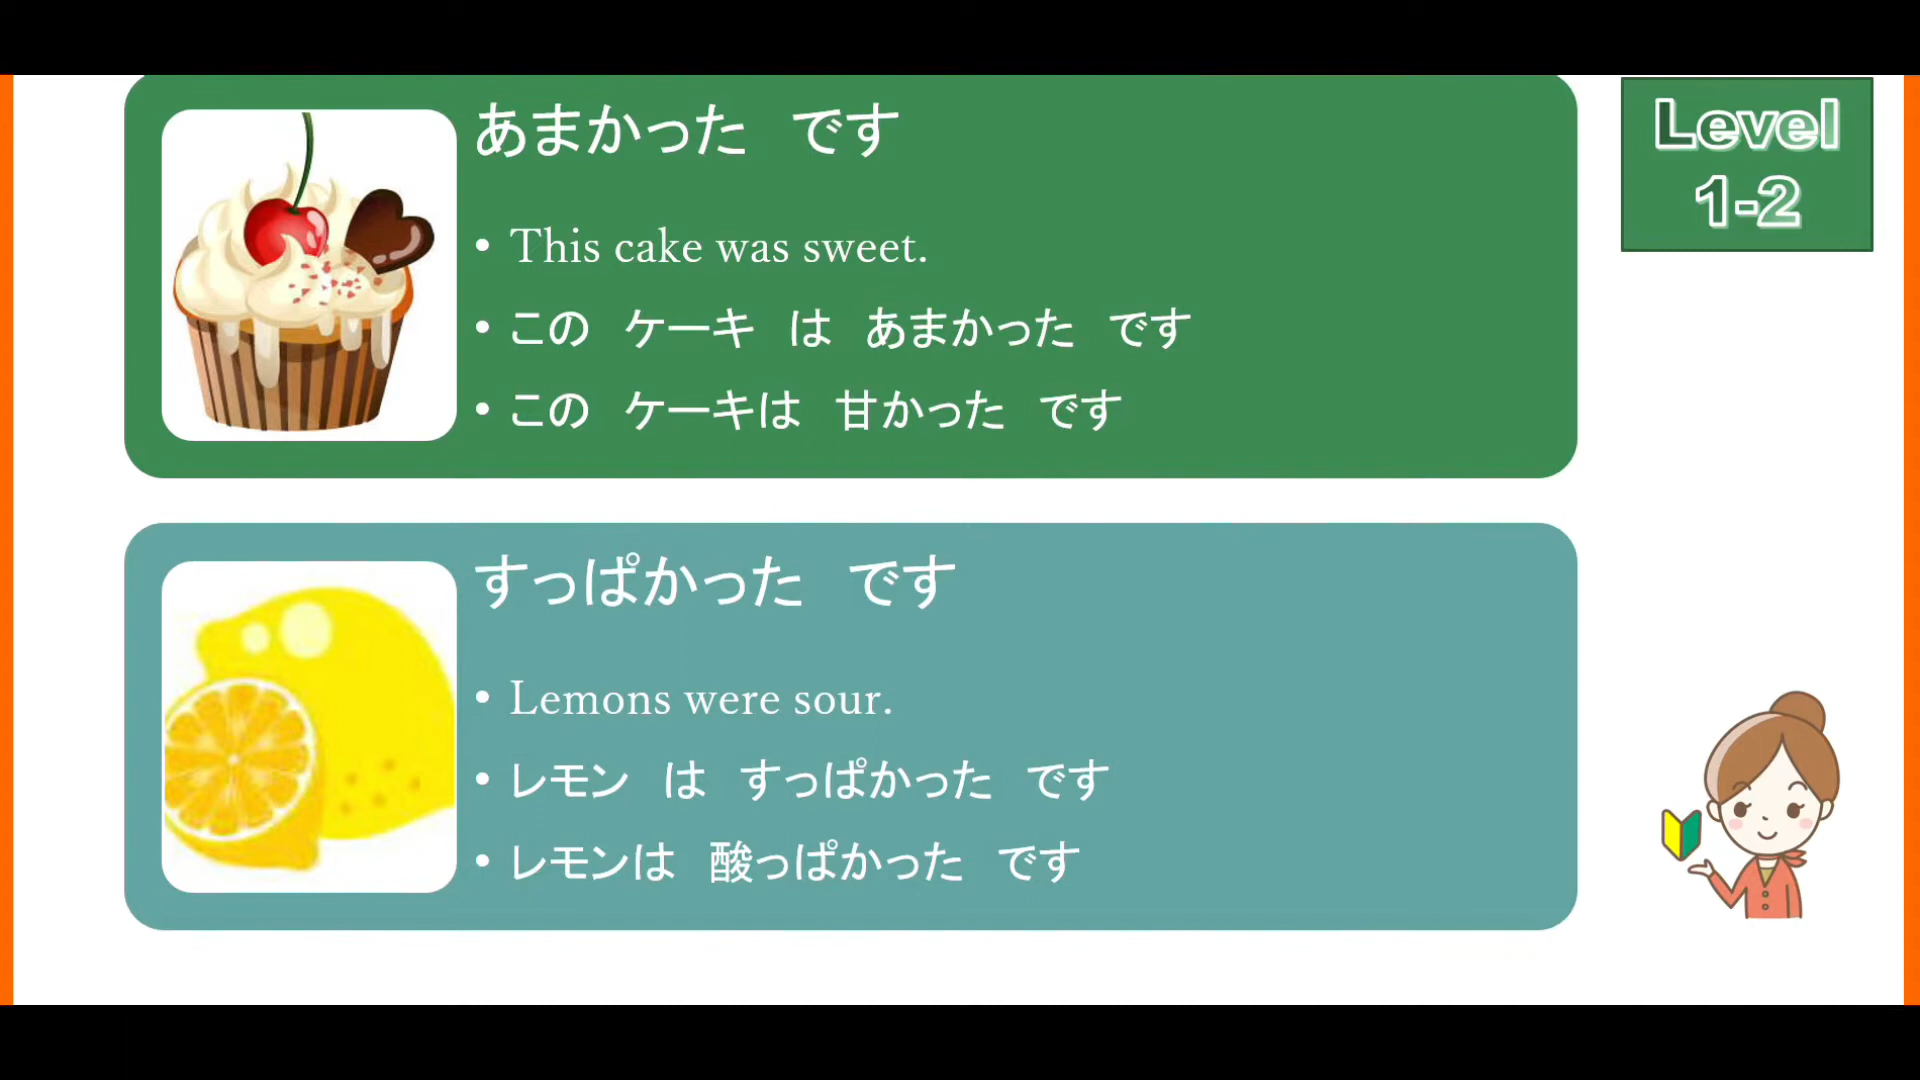 あまかった　です
• This cake was sweet.
• この　ケーキ　は　あまかった　です
• この　ケーキは　甘かった　です
Level
1-2
すっぱかった　です
• Lemons were sour.
• レモン　は　すっぱかった　です
• レモンは　酸っぱかった　です